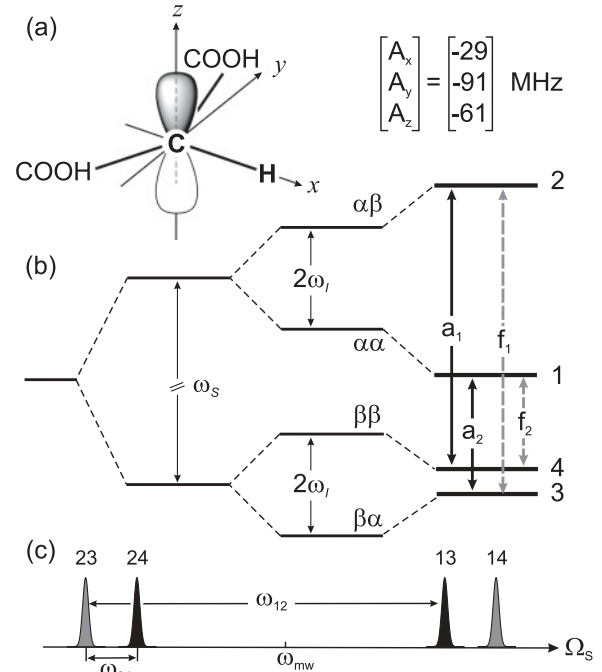 (a)
z
COOH
y
C
COOH
H
x
[A_x] = [-29] MHz
[A_y] = [-91]
[A_z] = [-61]
(b)
αβ
2
2ω_I
a_1
f_1
αα
1
ω_S
a_2
f_2
ββ
4
2ω_I
3
βα
(c)
23 24 13 14
ω_12
ω_mw
Ω_S